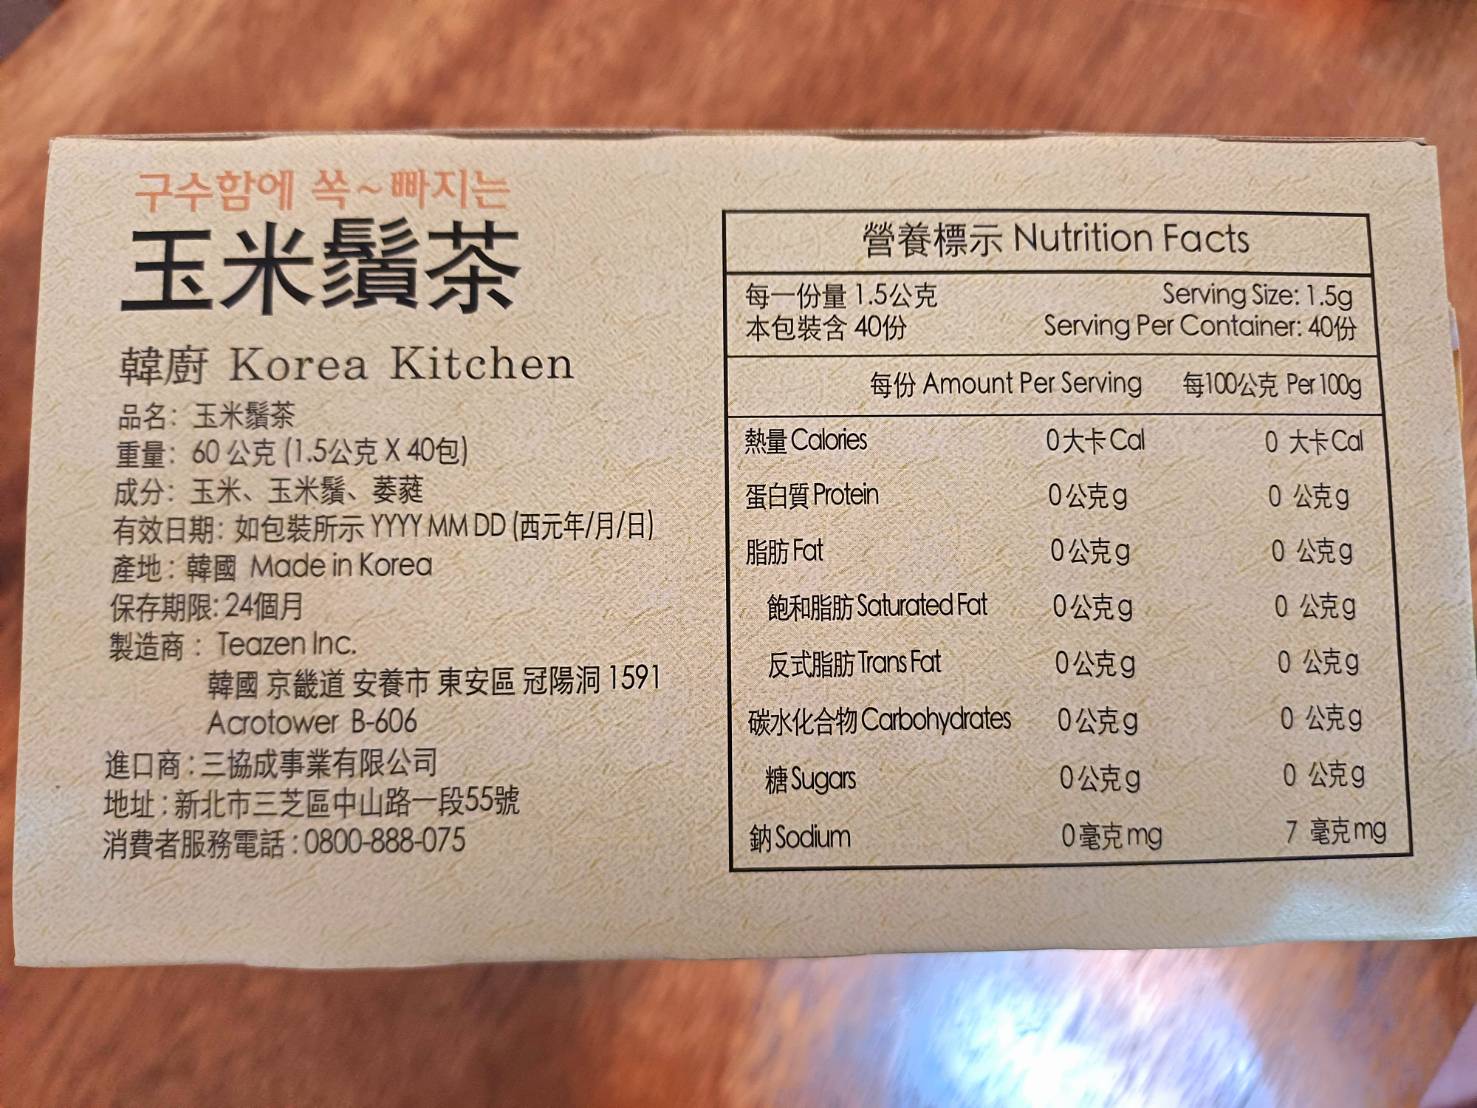 구수함에 쏙~빠지는
玉米鬚茶
韓廚 Korea Kitchen
品名：玉米鬚茶
重量：60 公克 (1.5公克 X 40包)
成分：玉米、玉米鬚、萎蕤
有效日期：如包裝所示 YYYY MM DD (西元年/月/日)
產地：韓國 Made in Korea
保存期限：24個月
製造商：Teazen Inc.
韓國 京畿道 安養市 東安區 冠陽洞 1591
Acrotower B-606
進口商：三協成事業有限公司
地址：新北市三芝區中山路一段55號
消費者服務電話：0800-888-075
營養標示 Nutrition Facts
每一份量 1.5公克 Serving Size: 1.5g
本包裝含 40份 Serving Per Container: 40份
每份 Amount Per Serving 每100公克 Per 100g
熱量 Calories 0大卡 Cal 0 大卡 Cal
蛋白質 Protein 0公克 g 0 公克 g
脂肪 Fat 0公克 g 0 公克 g
飽和脂肪 Saturated Fat 0公克 g 0 公克 g
反式脂肪 Trans Fat 0公克 g 0 公克 g
碳水化合物 Carbohydrates 0公克 g 0 公克 g
糖 Sugars 0公克 g 0 公克 g
鈉 Sodium 0毫克 mg 7 毫克 mg